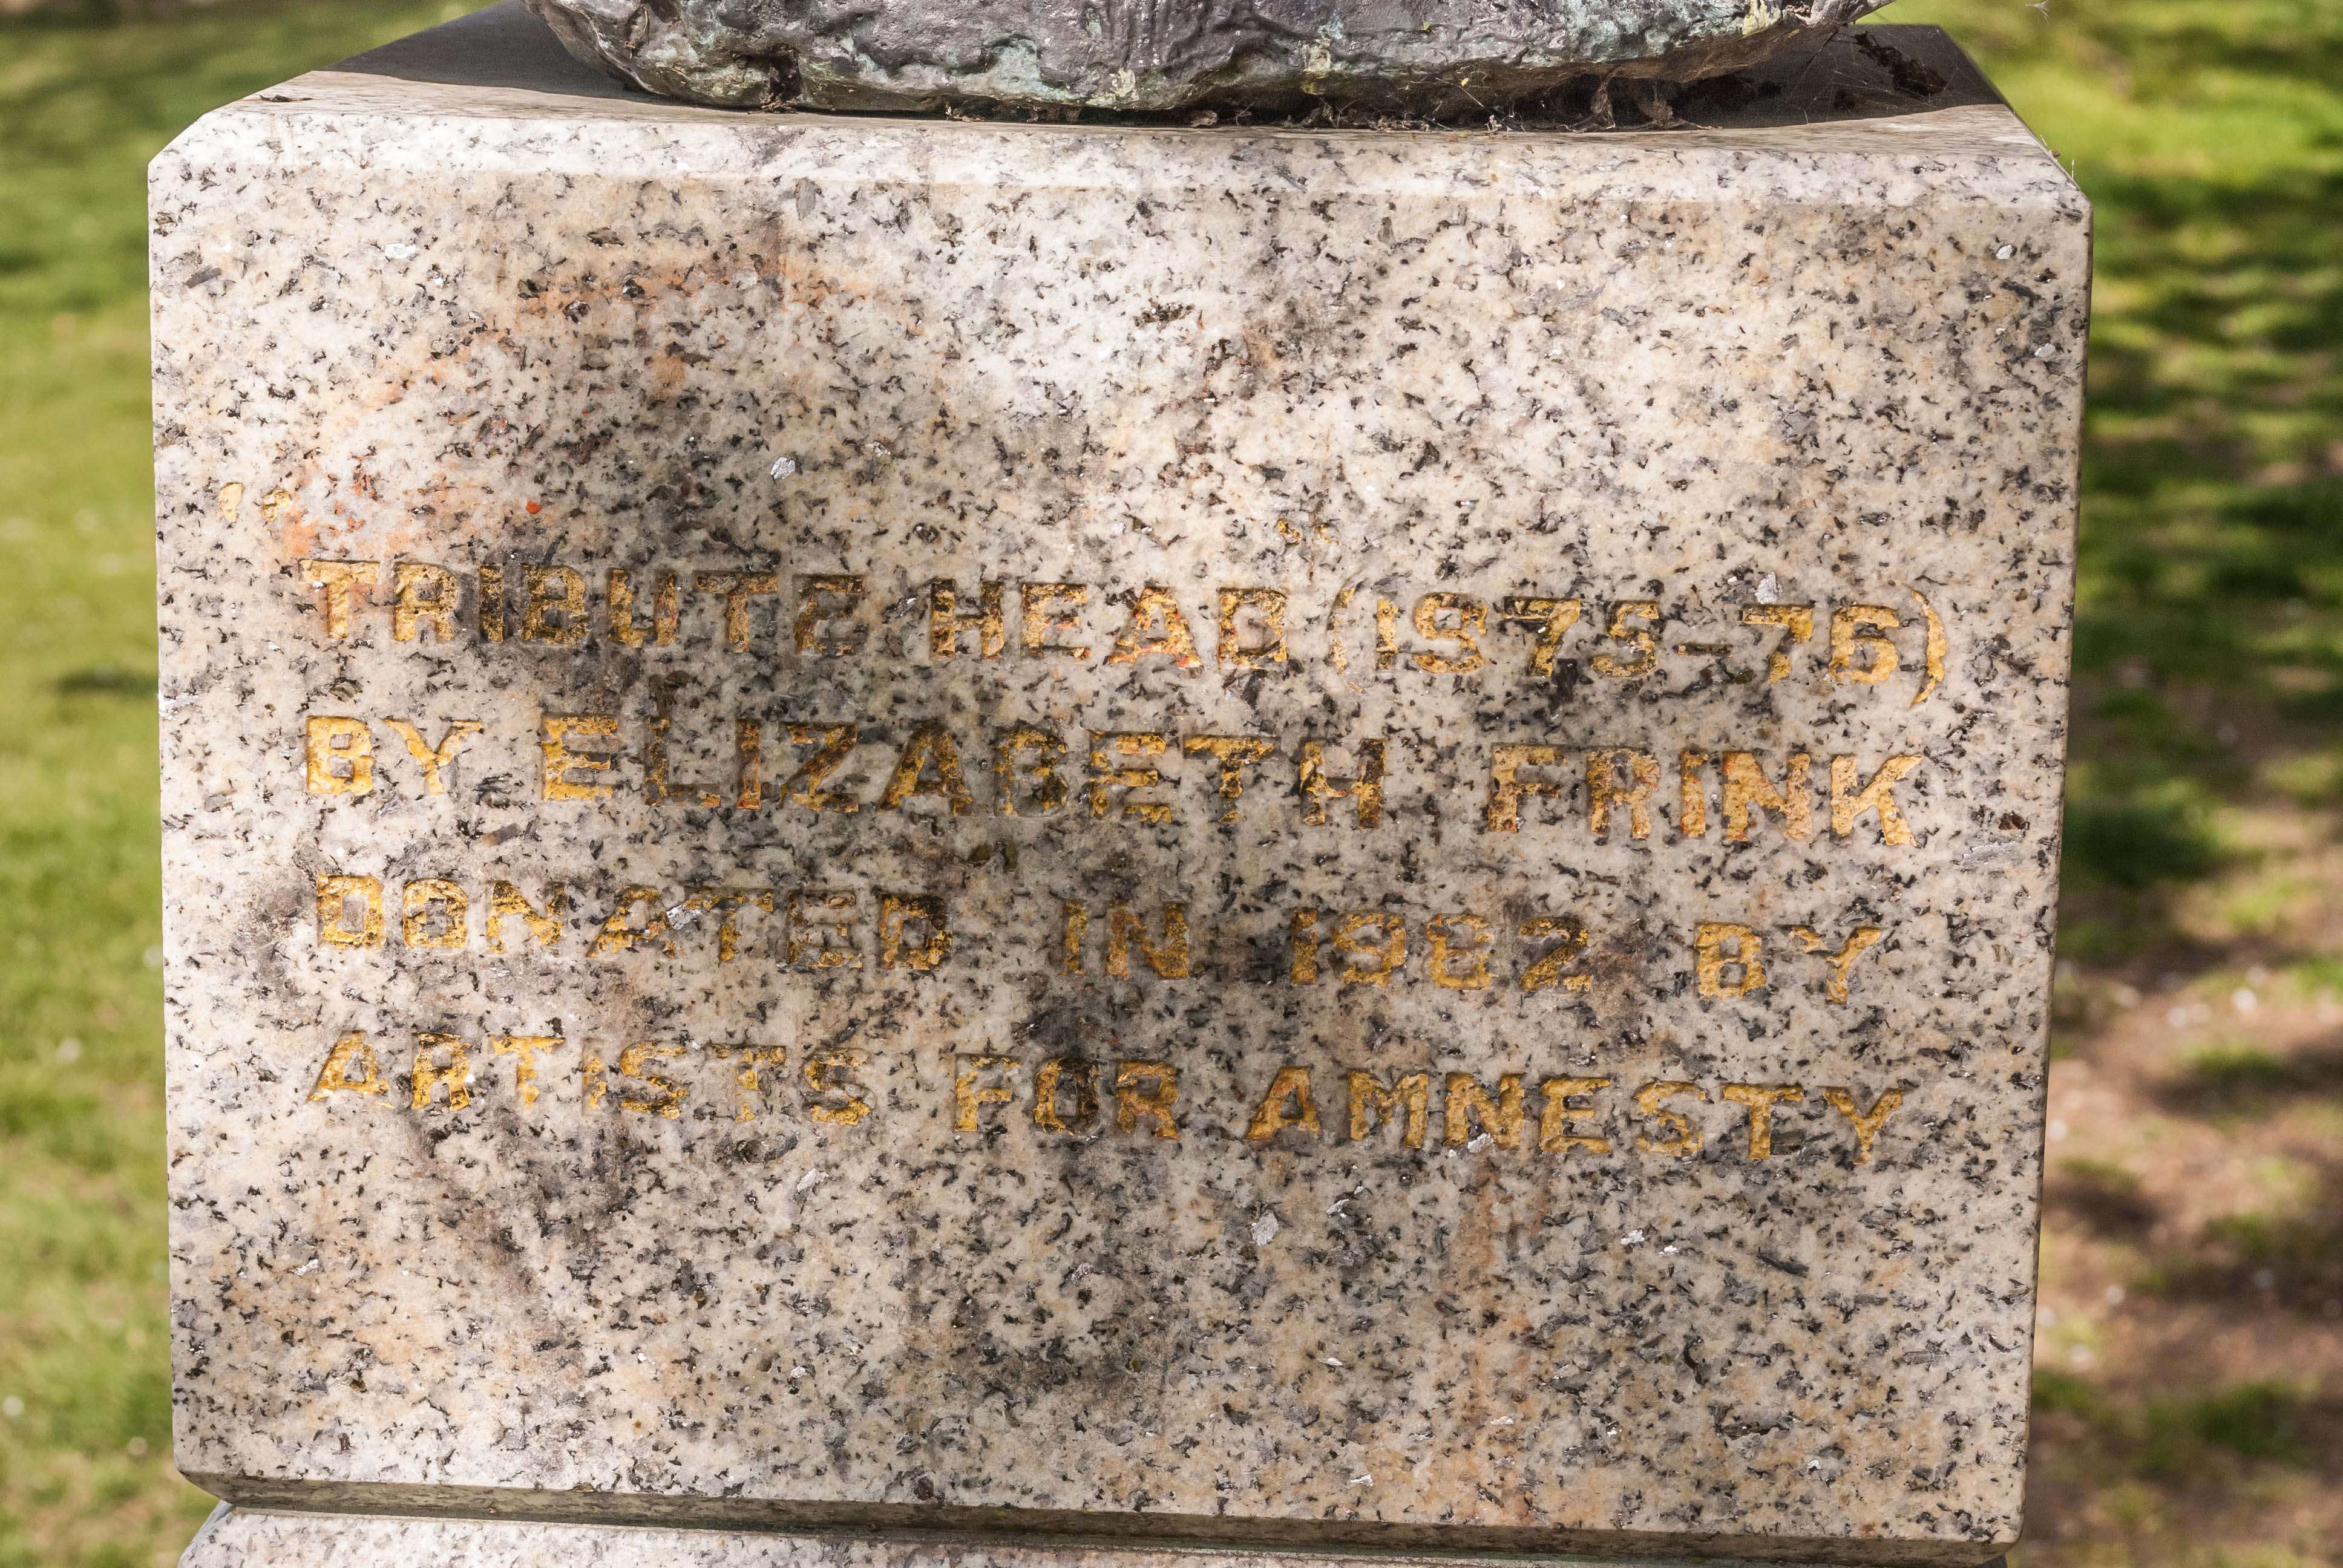 TRIBUTE HEAD (1975-76)
BY ELIZABETH FRINK
DONATED IN 1982 BY
ARTISTS FOR AMNESTY